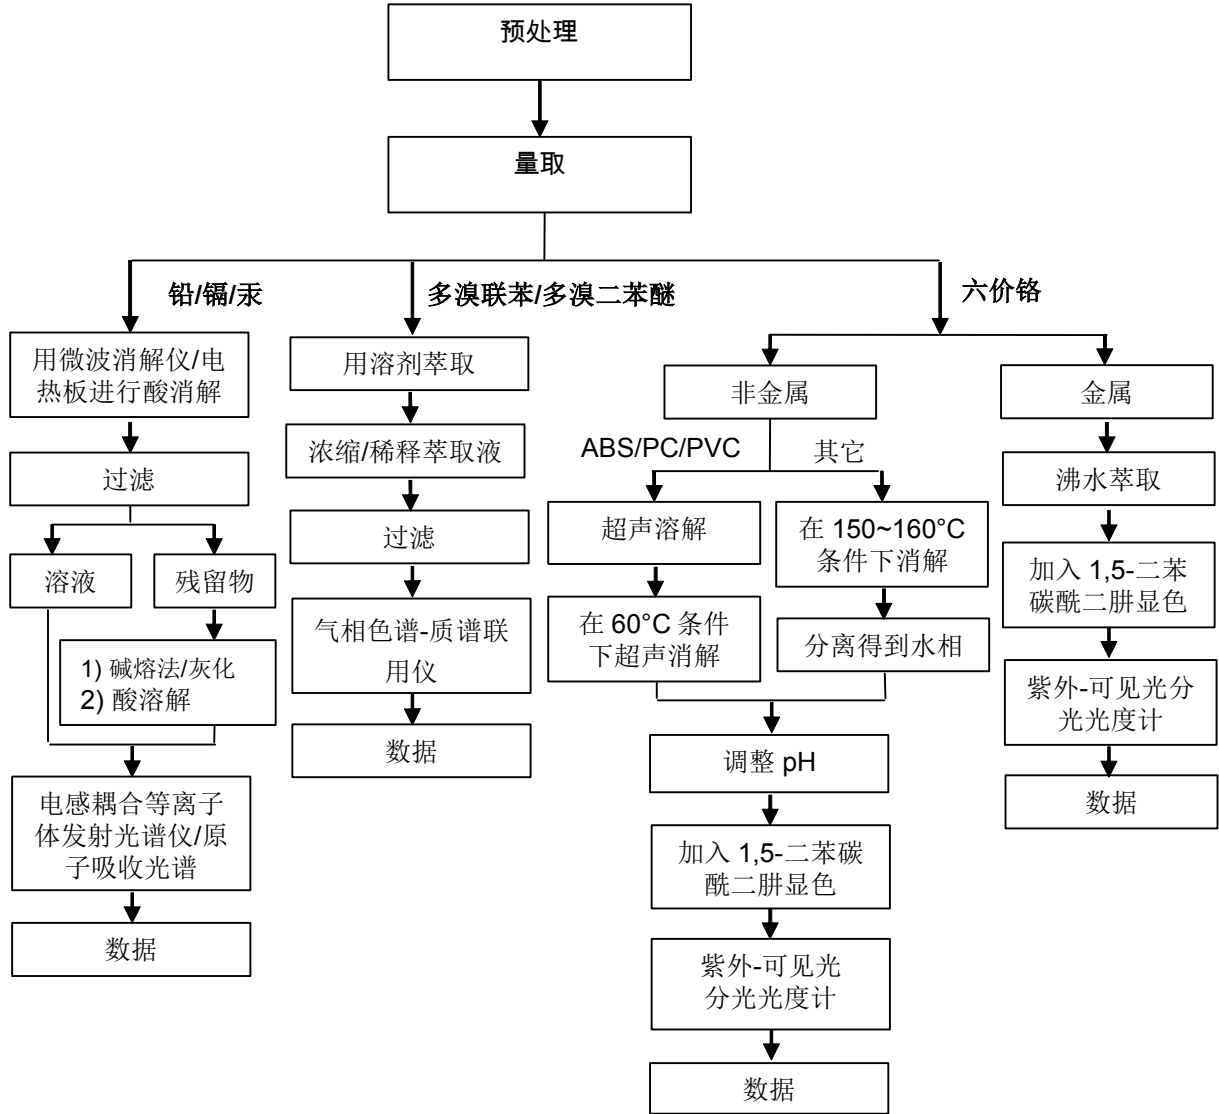 预处理
量取
铅/镉/汞
多溴联苯/多溴二苯醚
六价铬
用微波消解仪/电
热板进行酸消解
过滤
溶液
残留物
1) 碱熔法/灰化
2) 酸溶解
电感耦合等离子
体发射光谱仪/原
子吸收光谱
数据
用溶剂萃取
浓缩/稀释萃取液
过滤
气相色谱-质谱联
用仪
数据
非金属
ABS/PC/PVC
其它
超声溶解
在 60°C 条件
下超声消解
在 150~160°C
条件下消解
分离得到水相
调整 pH
加入 1,5-二苯碳
酰二肼显色
紫外-可见光
分光光度计
数据
金属
沸水萃取
加入 1,5-二苯
碳酰二肼显色
紫外-可见光分
光光度计
数据